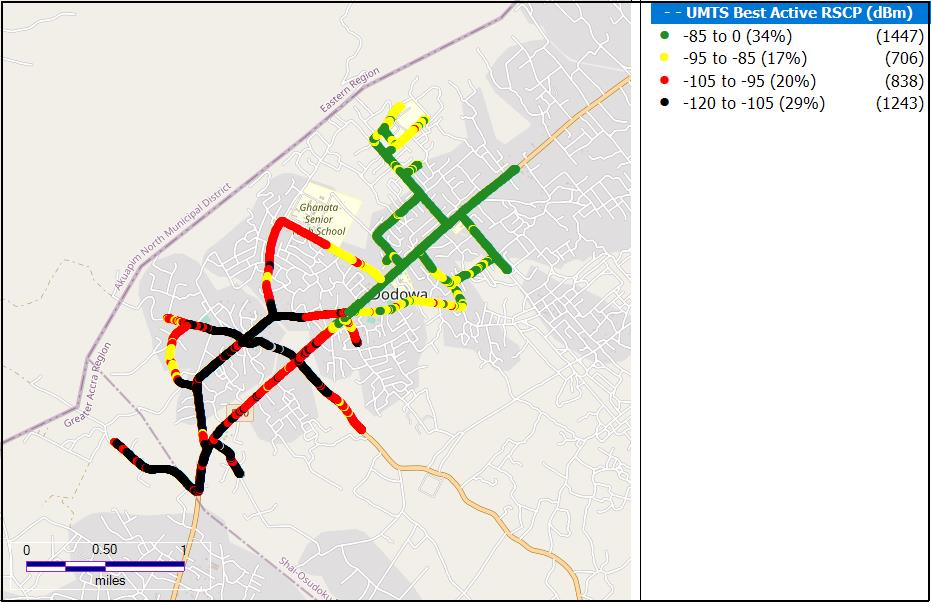 - - UMTS Best Active RSCP (dBm)
-85 to 0 (34%) (1447)
-95 to -85 (17%) (706)
-105 to -95 (20%) (838)
-120 to -105 (29%) (1243)
Eastern Region
Akuapim North Municipal District
Ghanata
Senior
h School
Dodowa
Greater Accra Region
0 0.50 1
miles
Shai-Osudoku